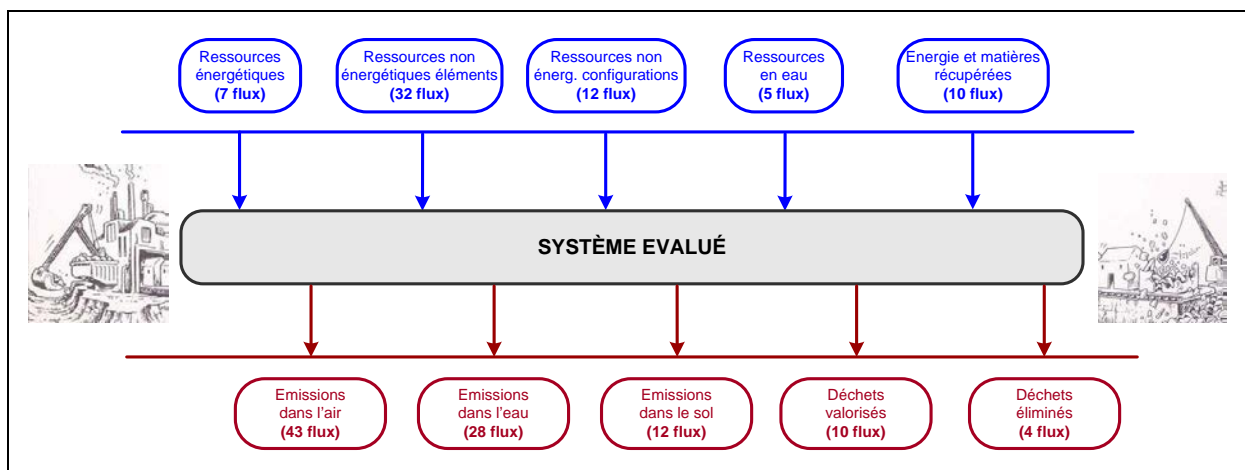 Ressources
énergétiques
(7 flux)
Ressources non
énergétiques éléments
(32 flux)
Ressources non
énerg. configurations
(12 flux)
Ressources
en eau
(5 flux)
Energie et matières
récupérées
(10 flux)
SYSTÈME EVALUÉ
Emissions
dans l'air
(43 flux)
Emissions
dans l'eau
(28 flux)
Emissions
dans le sol
(12 flux)
Déchets
valorisés
(10 flux)
Déchets
éliminés
(4 flux)